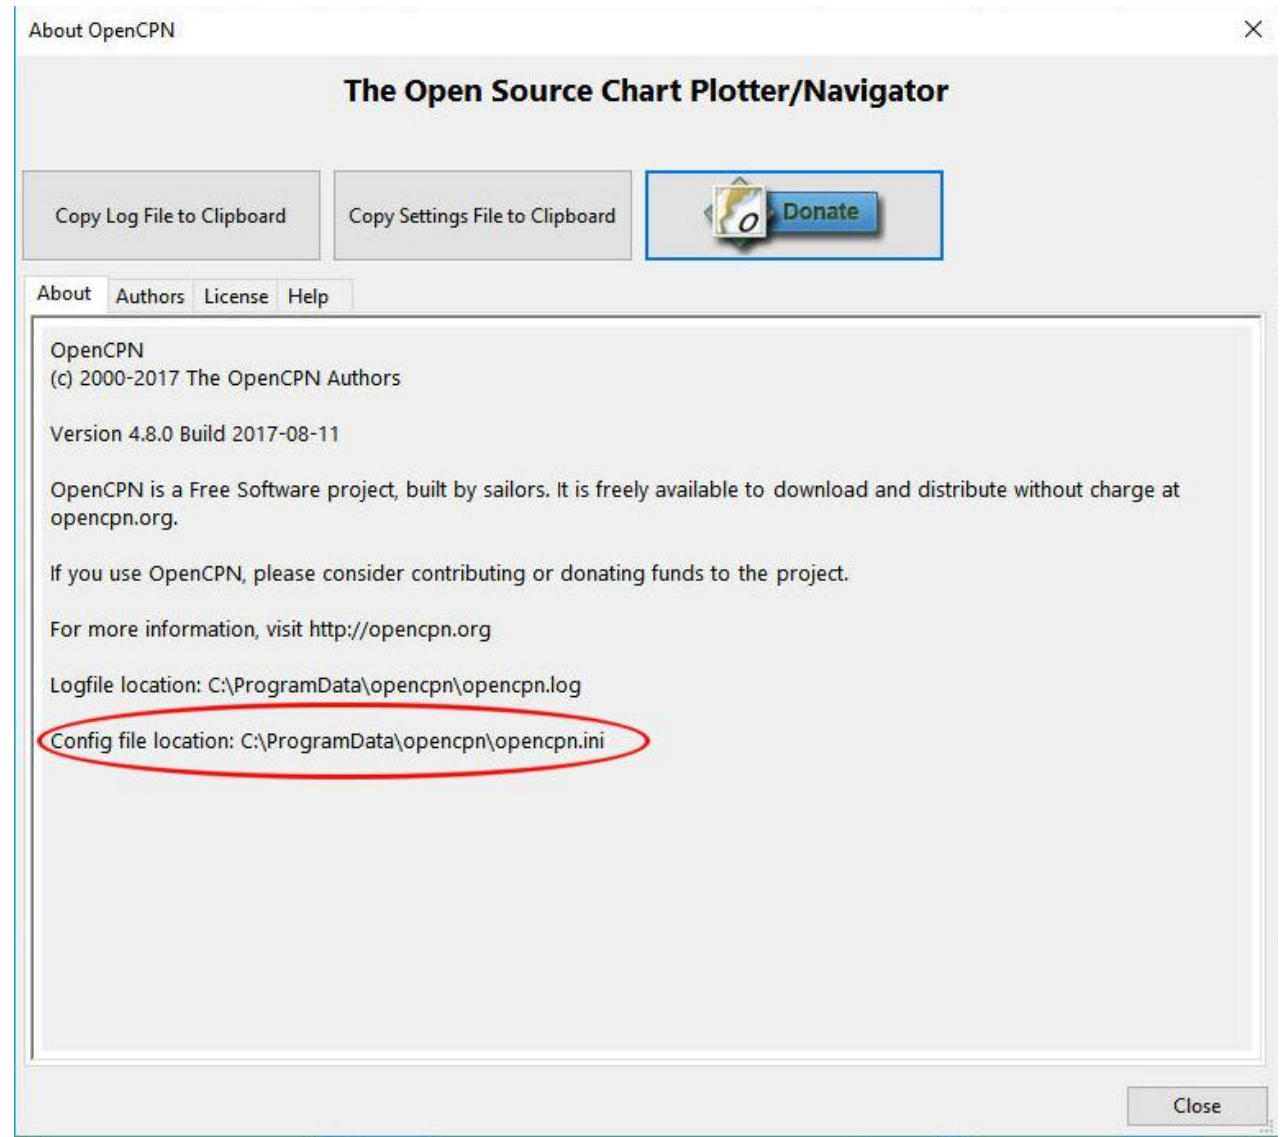 About OpenCPN
The Open Source Chart Plotter/Navigator
Copy Log File to Clipboard
Copy Settings File to Clipboard
O
Donate
About
Authors
License
Help
OpenCPN
(c) 2000-2017 The OpenCPN Authors
Version 4.8.0 Build 2017-08-11
OpenCPN is a Free Software project, built by sailors. It is freely available to download and distribute without charge at
opencpn.org.
If you use OpenCPN, please consider contributing or donating funds to the project.
For more information, visit http://opencpn.org
Logfile location: C:\ProgramData\opencpn\opencpn.log
Config file location: C:\ProgramData\opencpn\opencpn.ini
Close